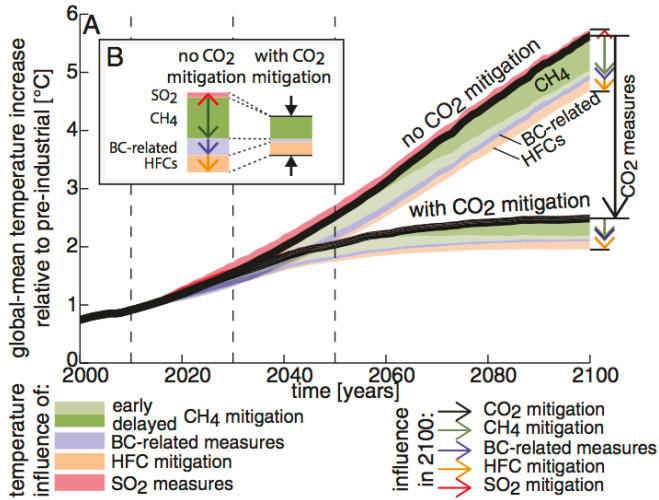 A
B
no CO2 mitigation
with CO2 mitigation
SO2
CH4
BC-related
HFCs
no CO2 mitigation
CH4
BC-related
HFCs
CO2 measures
with CO2 mitigation
global-mean temperature increase
relative to pre-industrial [°C]
6
5
4
3
2
1
0
2000
2020
2040
2060
2080
2100
time [years]
temperature
influence of:
early
delayed
CH4 mitigation
BC-related measures
HFC mitigation
SO2 measures
influence
in 2100:
CO2 mitigation
CH4 mitigation
BC-related measures
HFC mitigation
SO2 mitigation